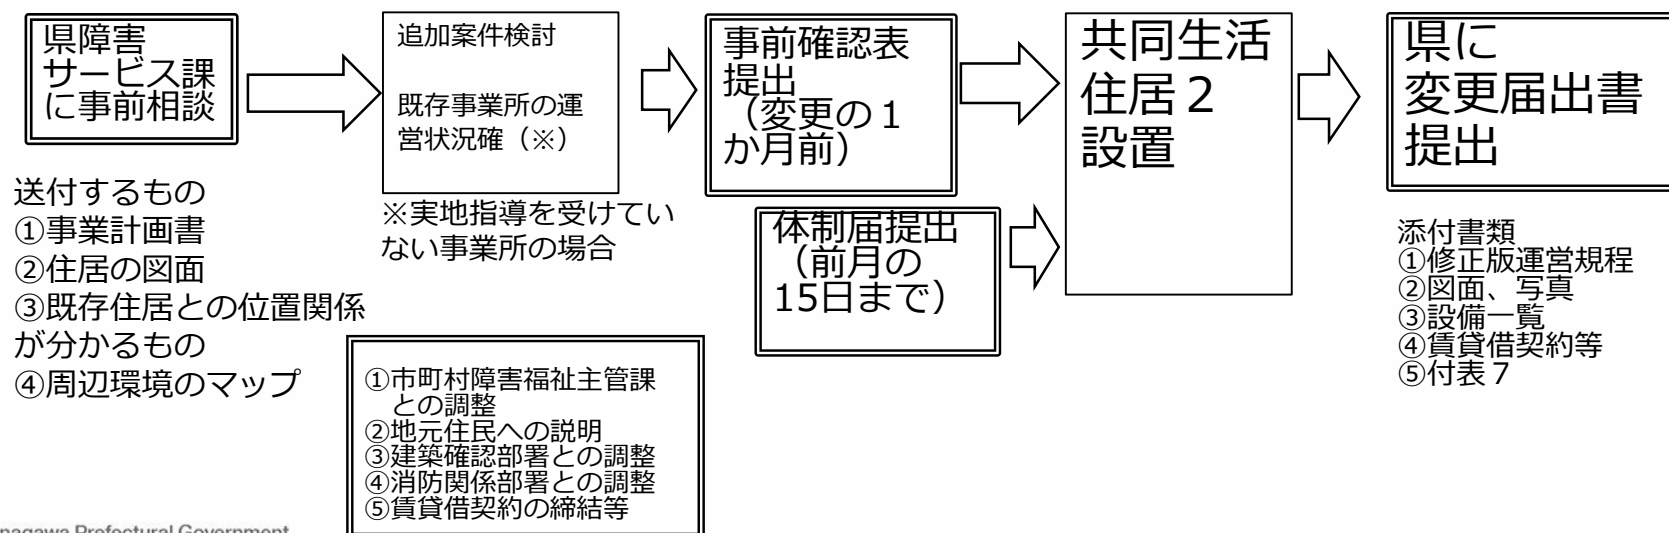 県障害
サービス課
に事前相談
追加案件検討
既存事業所の運
営状況確（※）
事前確認表
提出
（変更の１
か月前）
共同生活
住居２
設置
県に
変更届出書
提出
送付するもの
①事業計画書
②住居の図面
③既存住居との位置関係
が分かるもの
④周辺環境のマップ
※実地指導を受けてい
ない事業所の場合
体制届提出
（前月の
15日まで）
添付書類
①修正版運営規程
②図面、写真
③設備一覧
④賃貸借契約等
⑤付表７
①市町村障害福祉主管課
との調整
②地元住民への説明
③建築確認部署との調整
④消防関係部署との調整
⑤賃貸借契約の締結等
nagawa Prefectural Government